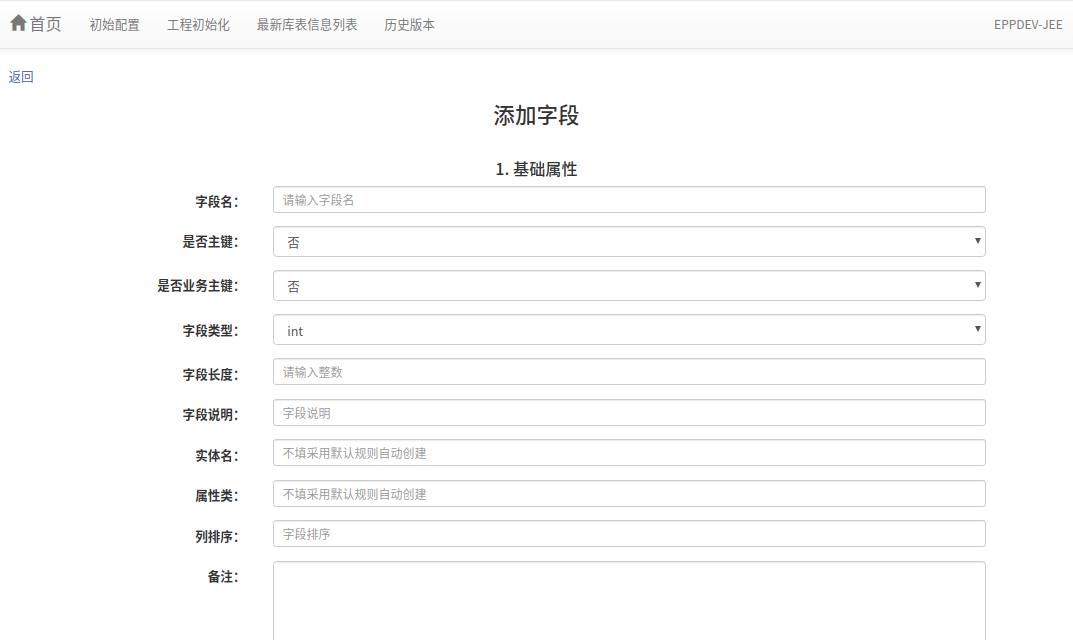 首页 初始配置 工程初始化 最新库表信息列表 历史版本 EPPDEV-JEE
返回
添加字段
1. 基础属性
字段名： 请输入字段名
是否主键： 否
是否业务主键： 否
字段类型： int
字段长度： 请输入整数
字段说明： 字段说明
实体名： 不填采用默认规则自动创建
属性类： 不填采用默认规则自动创建
列排序： 字段排序
备注：